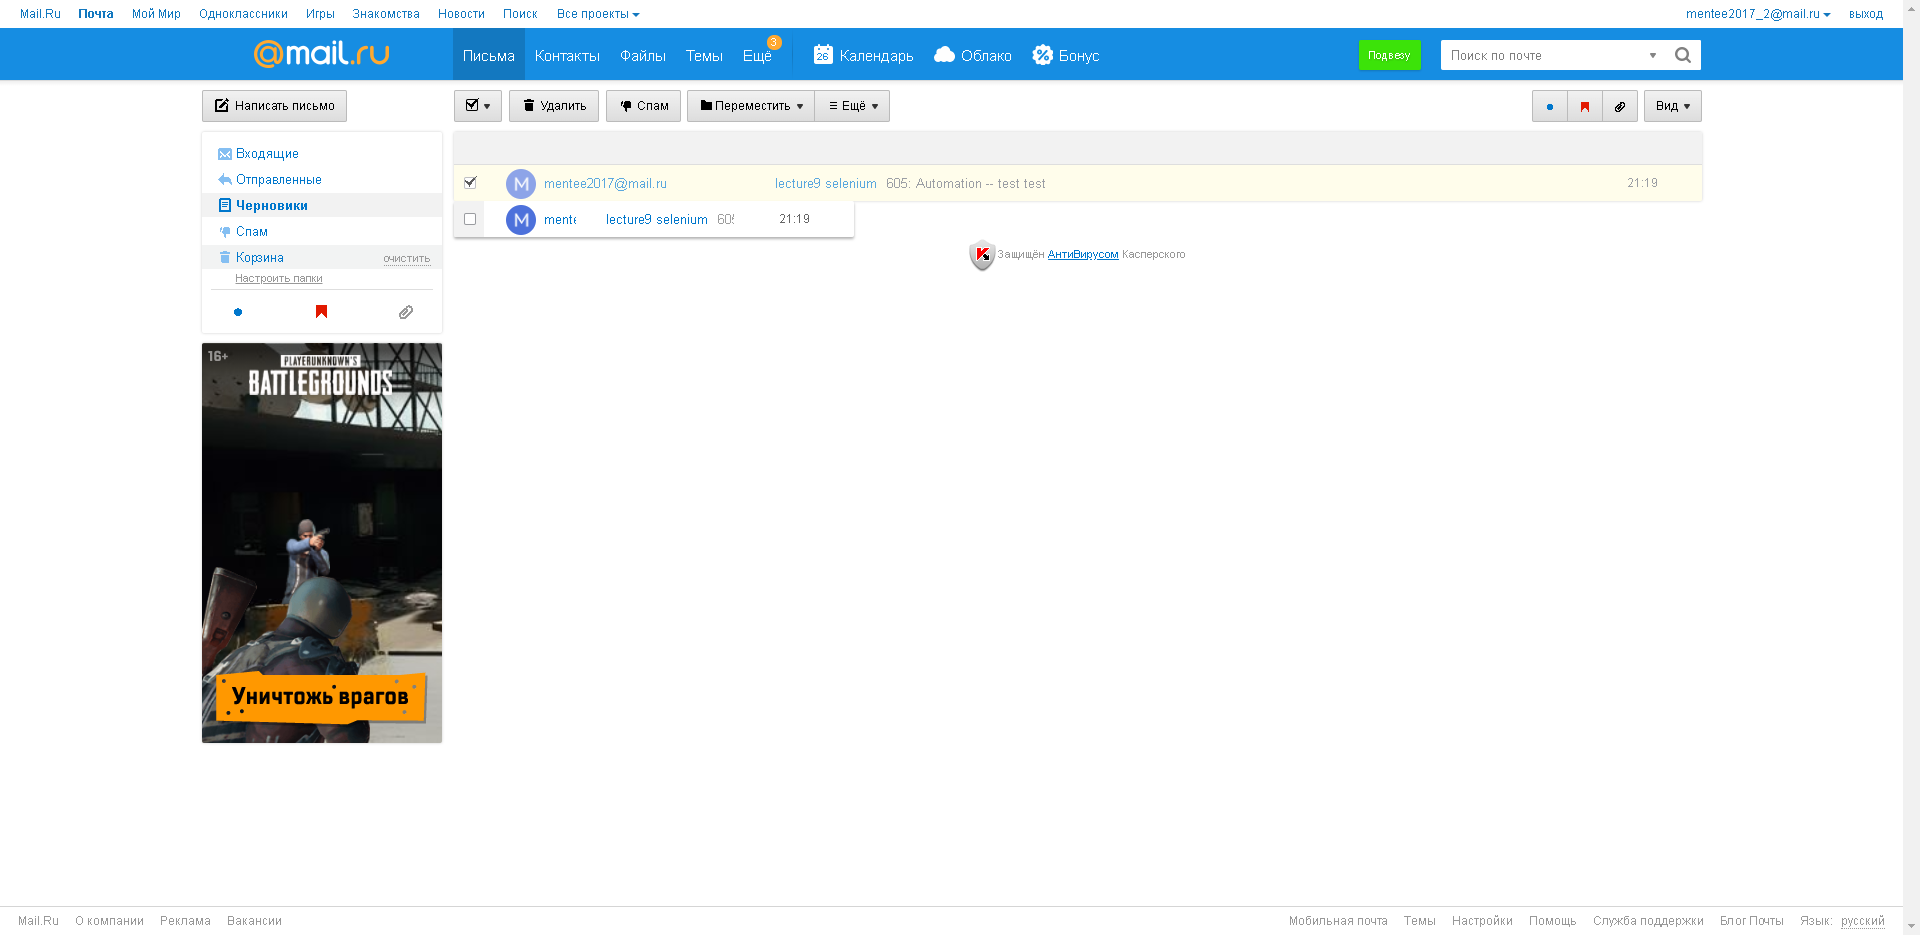 Mail.Ru Почта Мой Мир Одноклассники Игры Знакомства Новости Поиск Все проекты mentee2017_2@mail.ru выход
@mail.ru Письма Контакты Файлы Темы Ещё 3 26 Календарь Облако Бонус Подвезу Поиск по почте
Написать письмо Удалить Спам Переместить Ещё Вид
Входящие
Отправленные
Черновики
Спам
Корзина очистить
Настроить папки
M mentee2017@mail.ru lecture9 selenium 605: Automation -- test test 21:19
M mente lecture9 selenium 605 21:19
Защищён АнтиВирусом Касперского
16+
PLAYERUNKNOWN'S
BATTLEGROUNDS
Уничтожь врагов
Mail.Ru О компании Реклама Вакансии Мобильная почта Темы Настройки Помощь Служба поддержки Блог Почты Язык: русский